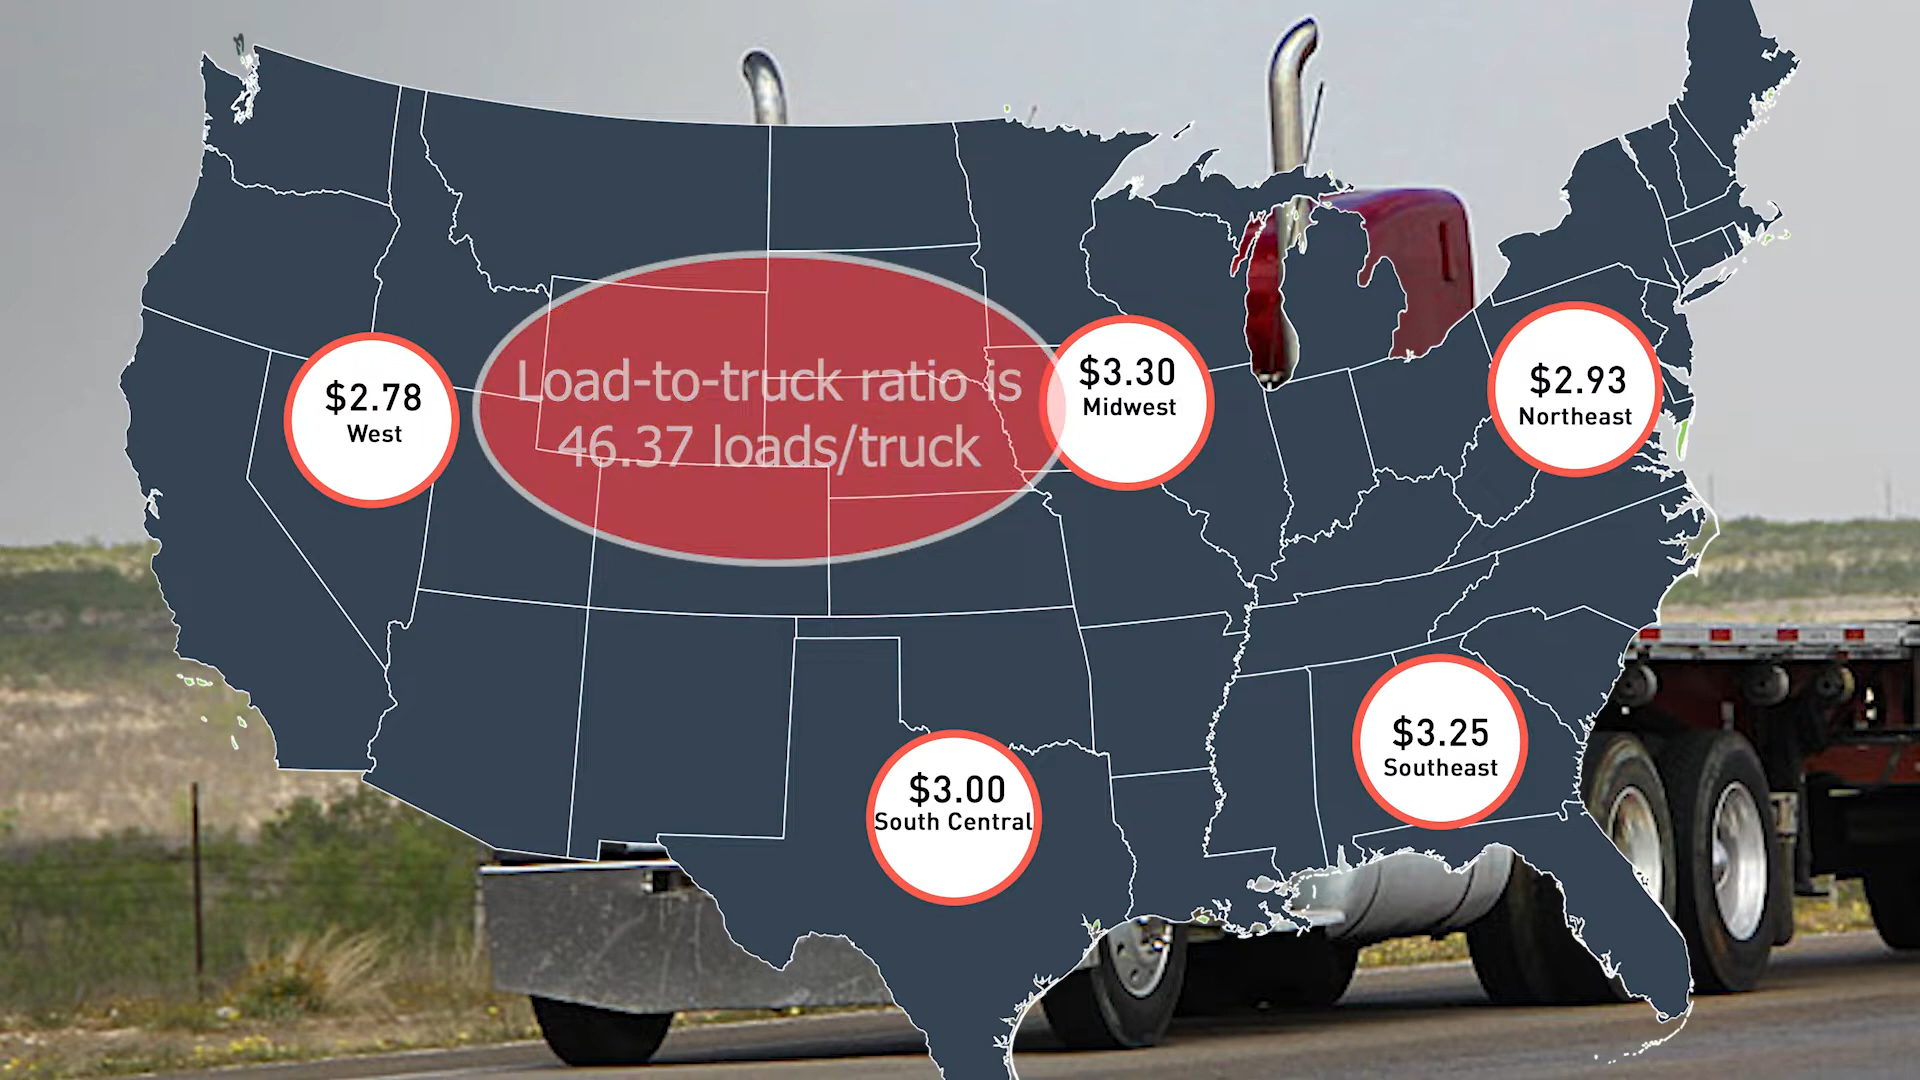 $2.78
West
Load-to-truck ratio is
46.37 loads/truck
$3.30
Midwest
$2.93
Northeast
$3.00
South Central
$3.25
Southeast